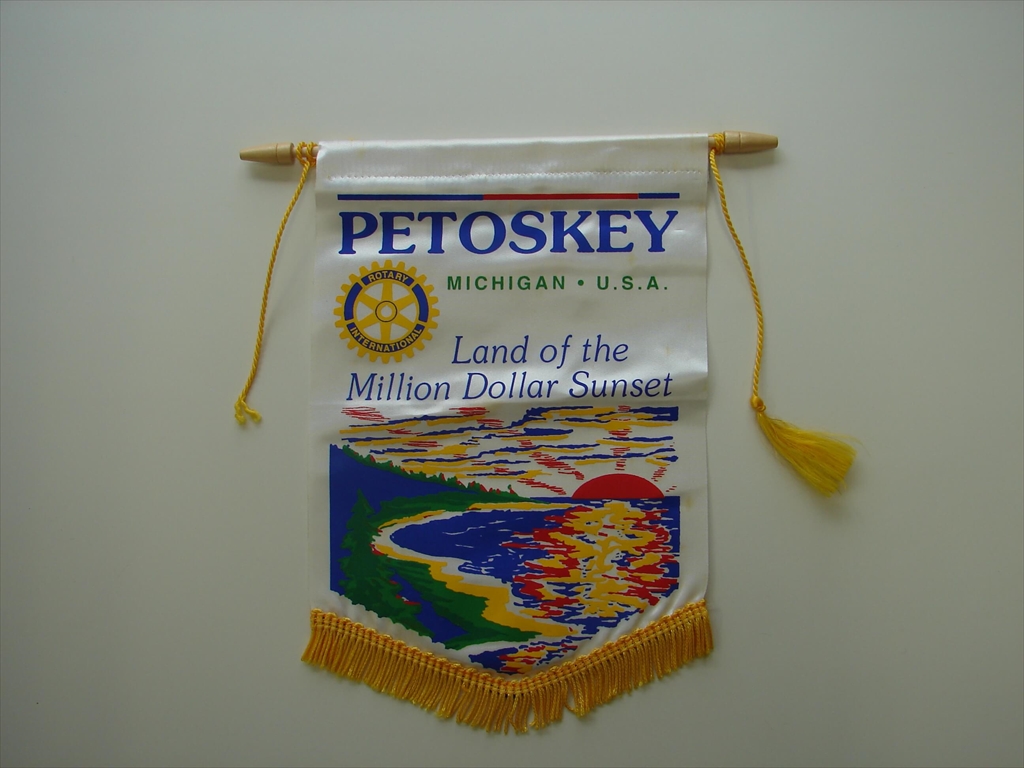 PETOSKEY
MICHIGAN • U.S.A.
ROTARY
INTERNATIONAL
Land of the
Million Dollar Sunset